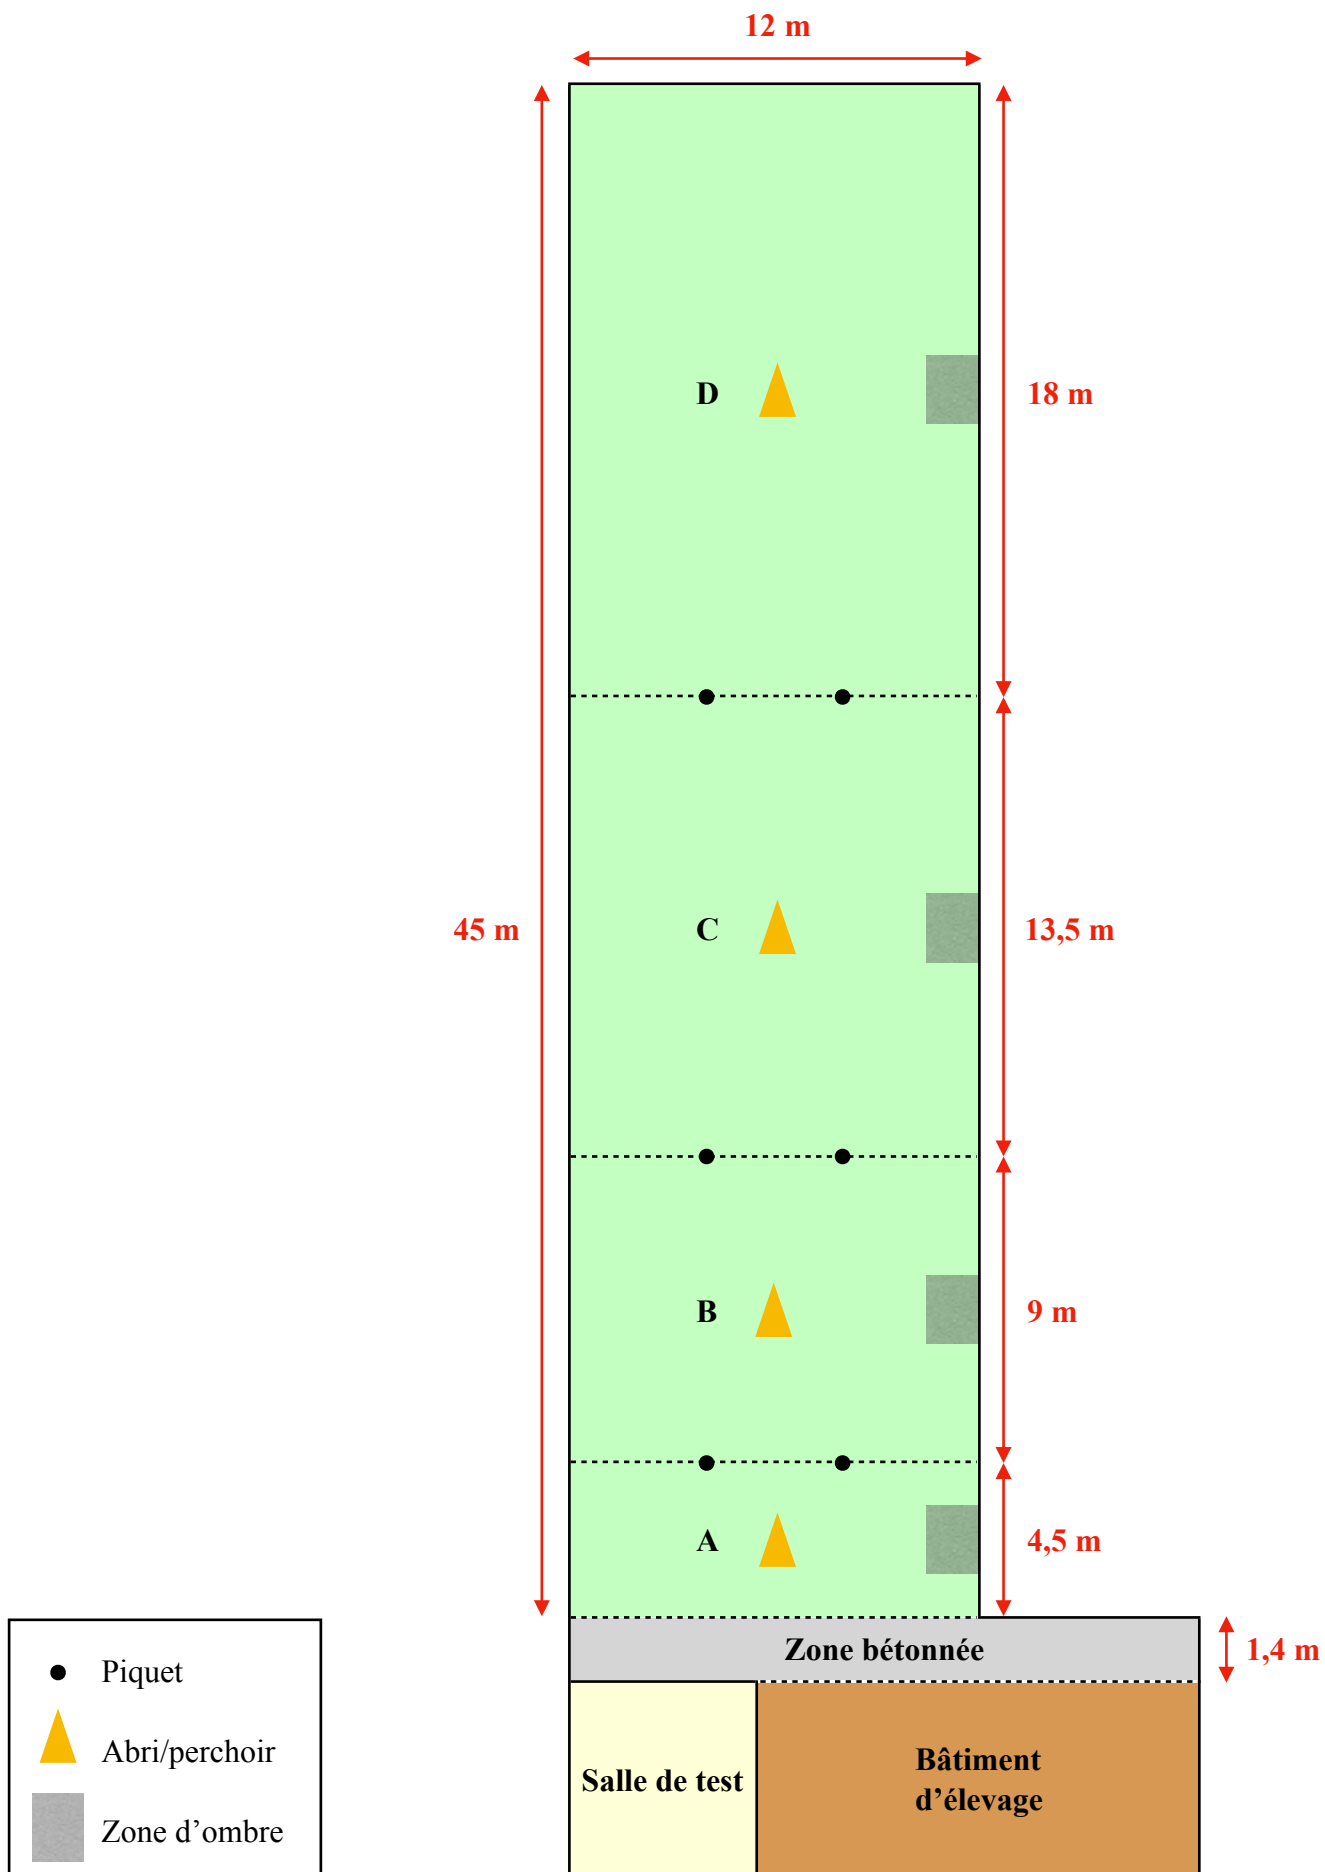 12 m
D
18 m
45 m
C
13,5 m
B
9 m
A
4,5 m
Zone bétonnée
1,4 m
Piquet
Abri/perchoir
Zone d’ombre
Salle de test
Bâtiment
d’élevage